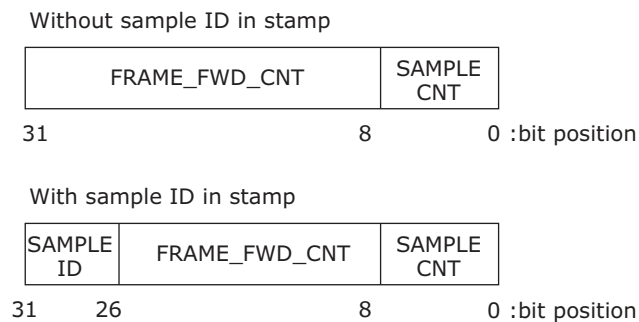 Without sample ID in stamp
FRAME_FWD_CNT
SAMPLE
CNT
31 8 0 :bit position
With sample ID in stamp
SAMPLE
ID
FRAME_FWD_CNT
SAMPLE
CNT
31 26 8 0 :bit position